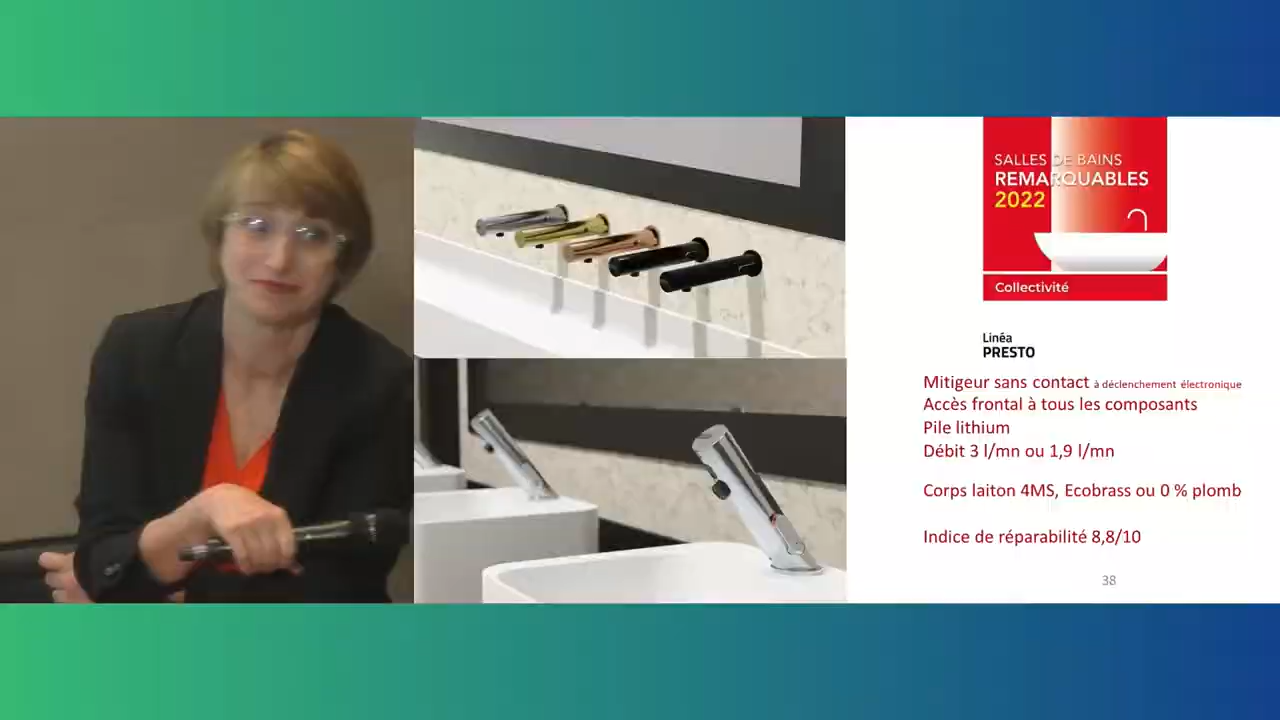 SALLES DE BAINS
REMARQUABLES
2022
Collectivité
Linéa
PRESTO
Mitigeur sans contact à déclenchement électronique
Accès frontal à tous les composants
Pile lithium
Débit 3 l/mn ou 1,9 l/mn
Corps laiton 4MS, Ecobrass ou 0 % plomb
Indice de réparabilité 8,8/10
38